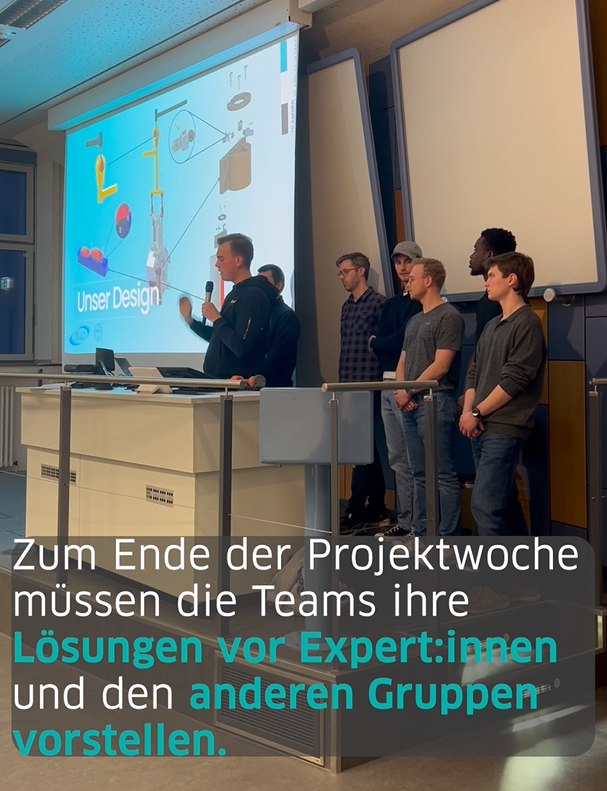 Unser Design
Zum Ende der Projektwoche
müssen die Teams ihre
Lösungen vor Expert:innen
und den anderen Gruppen
vorstellen.